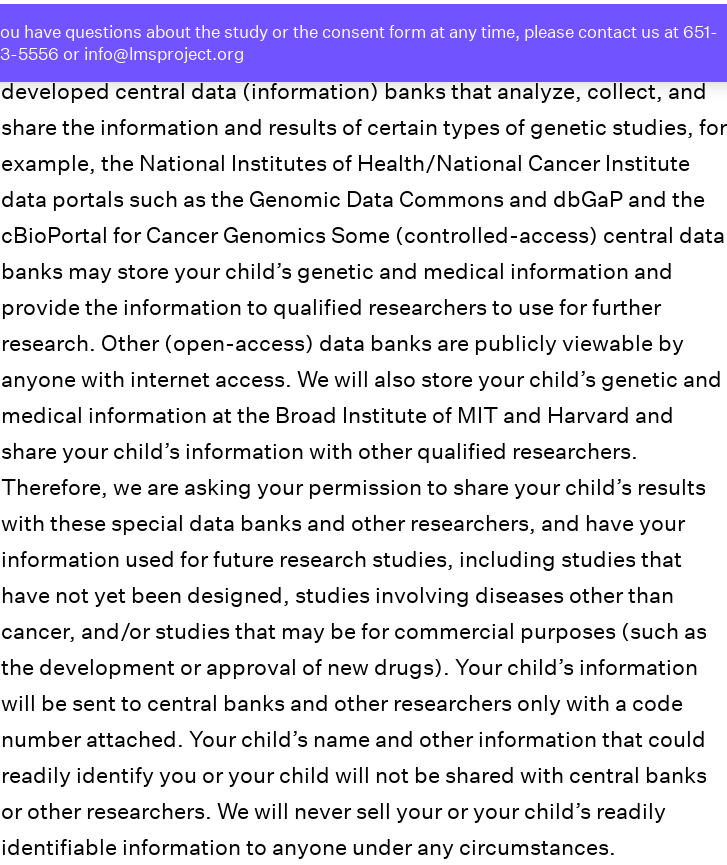 ou have questions about the study or the consent form at any time, please contact us at 651-
3-5556 or info@lmsproject.org
developed central data (information) banks that analyze, collect, and
share the information and results of certain types of genetic studies, for
example, the National Institutes of Health/National Cancer Institute
data portals such as the Genomic Data Commons and dbGaP and the
cBioPortal for Cancer Genomics Some (controlled-access) central data
banks may store your child’s genetic and medical information and
provide the information to qualified researchers to use for further
research. Other (open-access) data banks are publicly viewable by
anyone with internet access. We will also store your child’s genetic and
medical information at the Broad Institute of MIT and Harvard and
share your child’s information with other qualified researchers.
Therefore, we are asking your permission to share your child’s results
with these special data banks and other researchers, and have your
information used for future research studies, including studies that
have not yet been designed, studies involving diseases other than
cancer, and/or studies that may be for commercial purposes (such as
the development or approval of new drugs). Your child’s information
will be sent to central banks and other researchers only with a code
number attached. Your child’s name and other information that could
readily identify you or your child will not be shared with central banks
or other researchers. We will never sell your or your child’s readily
identifiable information to anyone under any circumstances.